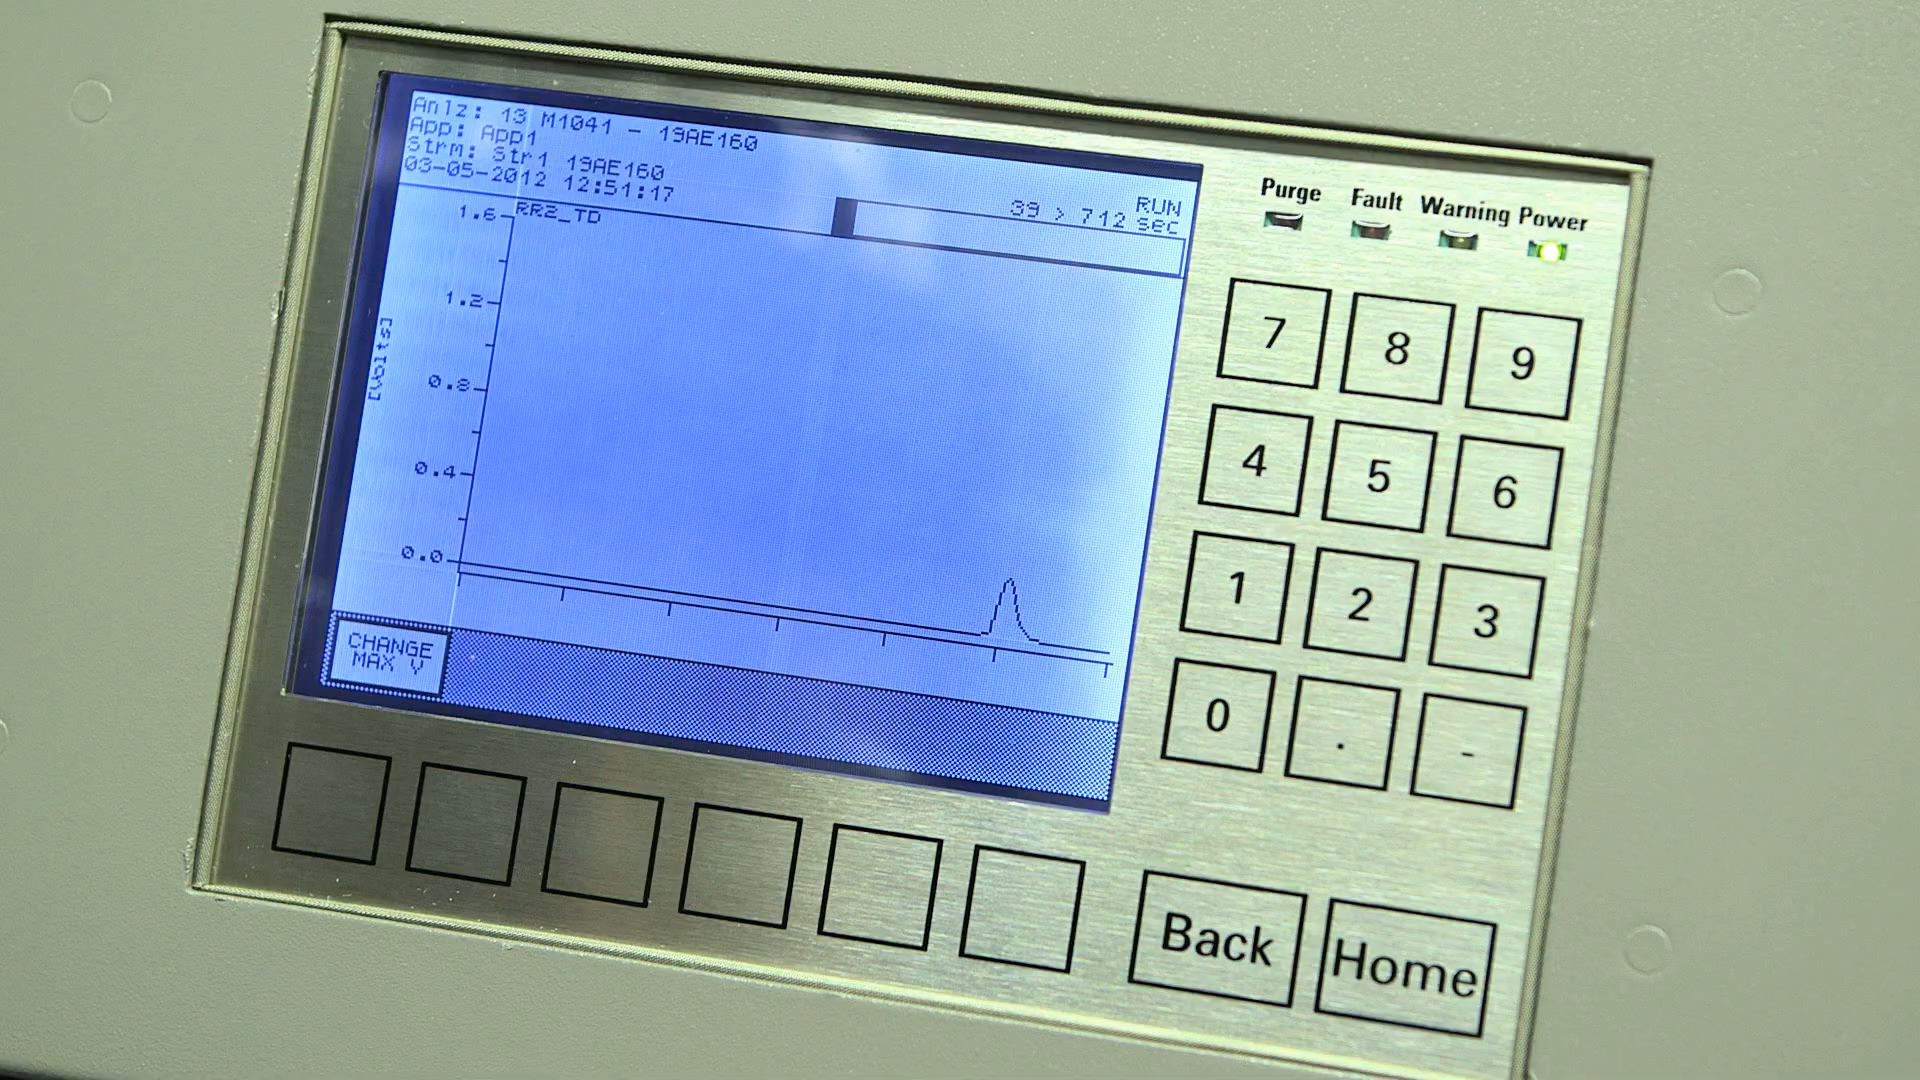 Anlz: 13 M1041 - 19AE160
App: App1
Strm: Str1 19AE160
03-05-2012 12:51:17
RUN
39 > 712 sec
RR2_TD
1.6
1.2
0.8
0.4
0.0
[Volts]
CHANGE
MAX V
Purge Fault Warning Power
7 8 9
4 5 6
1 2 3
0 . -
Back Home